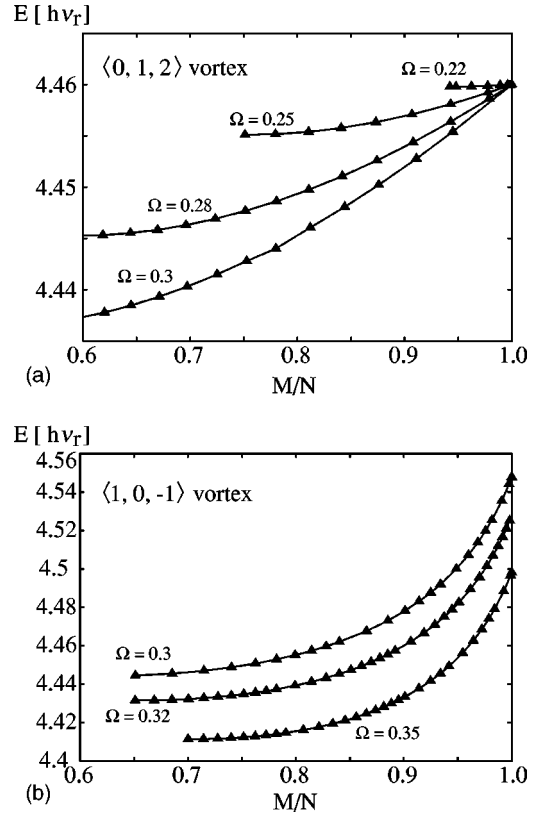 E [ hνr]
4.46
4.45
4.44
⟨0, 1, 2⟩ vortex
Ω = 0.22
Ω = 0.25
Ω = 0.28
Ω = 0.3
0.6 0.7 0.8 0.9 1.0
M/N
(a)
E [ hνr]
4.56
4.54
4.52
4.5
4.48
4.46
4.44
4.42
4.4
⟨1, 0, -1⟩ vortex
Ω = 0.3
Ω = 0.32
Ω = 0.35
0.6 0.7 0.8 0.9 1.0
M/N
(b)